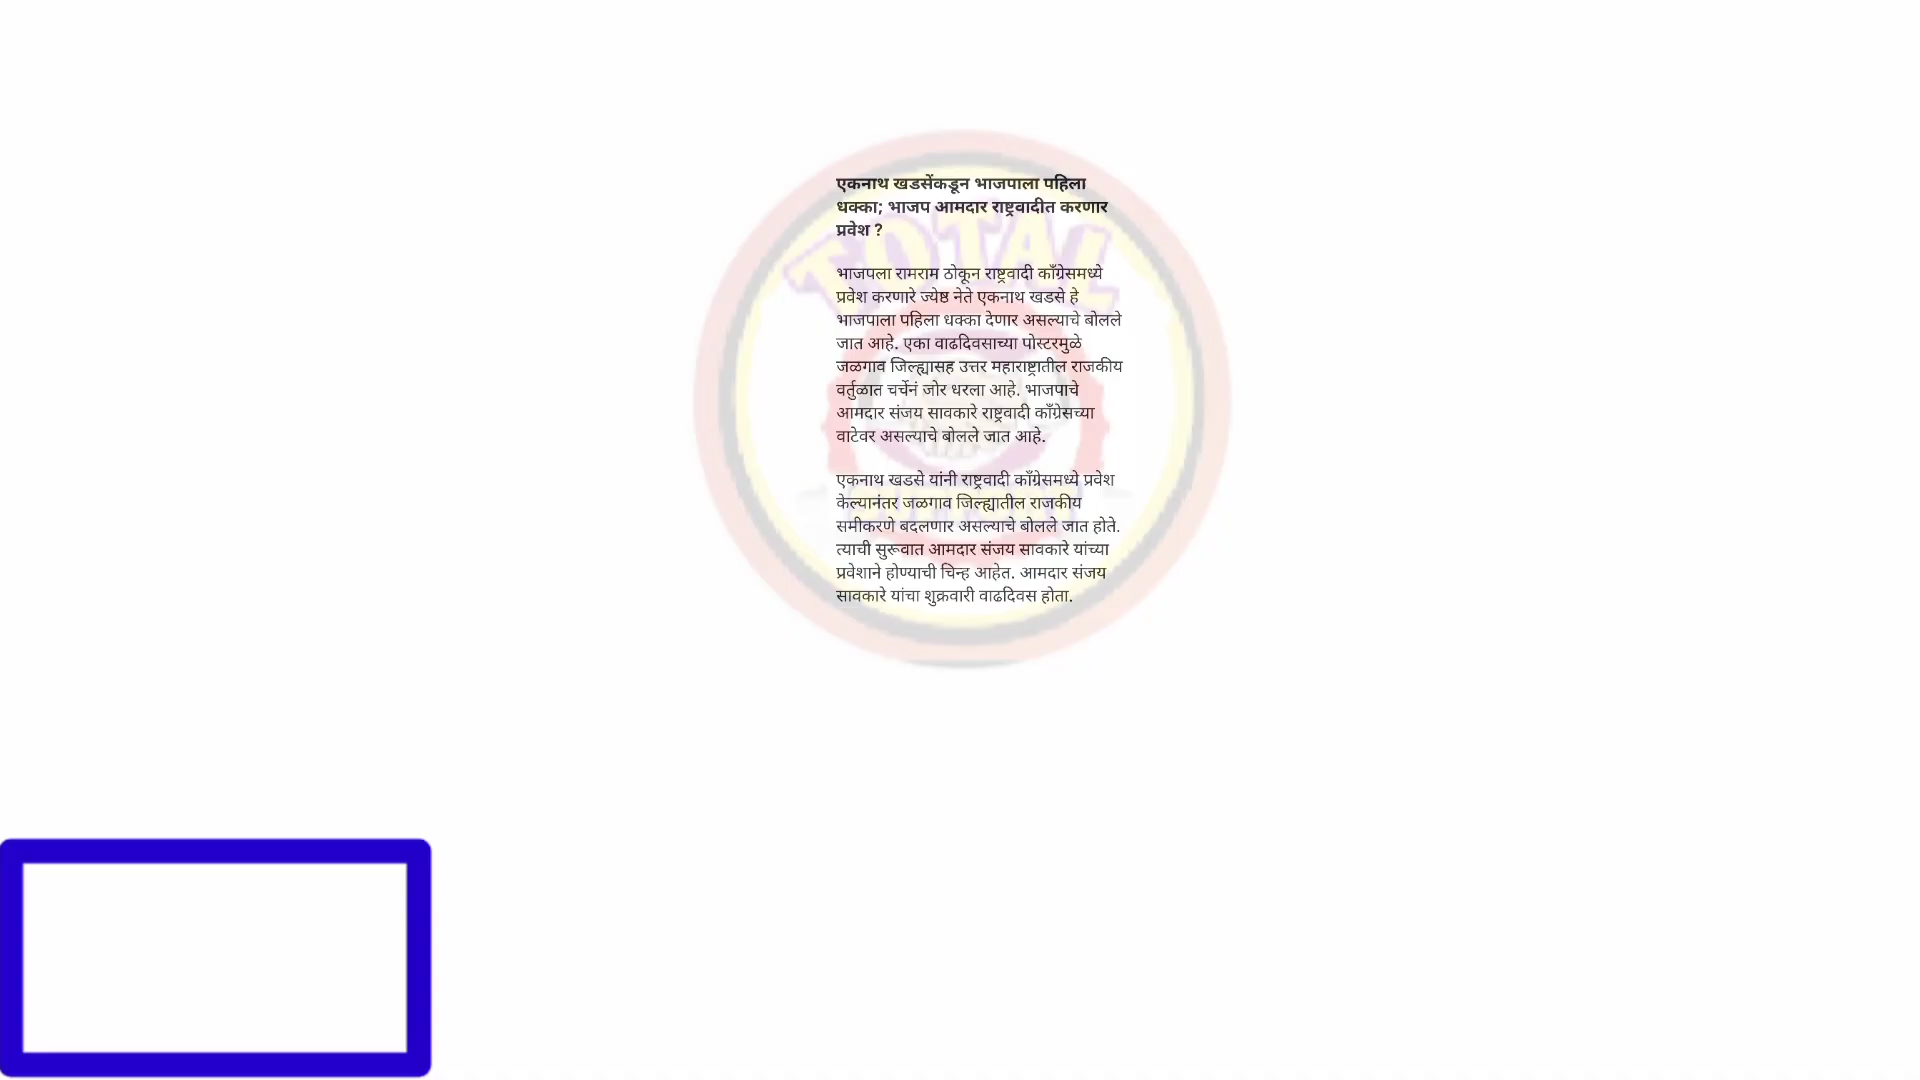 एकनाथ खडसेंकडून भाजपाला पहिला
धक्का; भाजप आमदार राष्ट्रवादीत करणार
प्रवेश ?
भाजपला रामराम ठोकून राष्ट्रवादी काँग्रेसमध्ये
प्रवेश करणारे ज्येष्ठ नेते एकनाथ खडसे हे
भाजपाला पहिला धक्का देणार असल्याचे बोलले
जात आहे. एका वाढदिवसाच्या पोस्टरमुळे
जळगाव जिल्ह्यासह उत्तर महाराष्ट्रातील राजकीय
वर्तुळात चर्चेनं जोर धरला आहे. भाजपाचे
आमदार संजय सावकारे राष्ट्रवादी काँग्रेसच्या
वाटेवर असल्याचे बोलले जात आहे.
एकनाथ खडसे यांनी राष्ट्रवादी काँग्रेसमध्ये प्रवेश
केल्यानंतर जळगाव जिल्ह्यातील राजकीय
समीकरणे बदलणार असल्याचे बोलले जात होते.
त्याची सुरूवात आमदार संजय सावकारे यांच्या
प्रवेशाने होण्याची चिन्ह आहेत. आमदार संजय
सावकारे यांचा शुक्रवारी वाढदिवस होता.
TOTAL